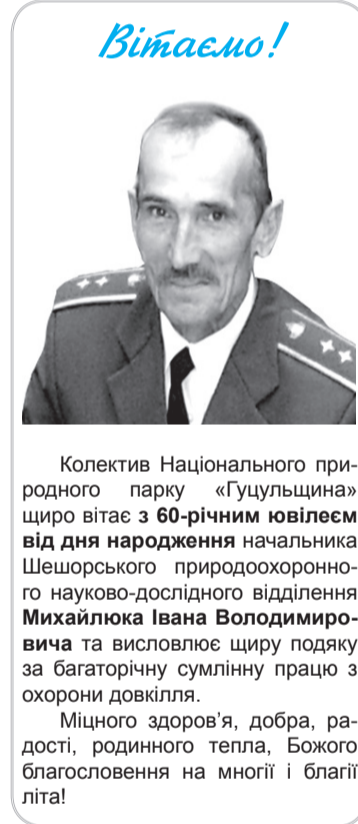 Вітаємо!
Колектив Національного при-
родного парку «Гуцульщина»
щиро вітає з 60-річним ювілеєм
від дня народження начальника
Шешорського природоохоронно-
го науково-дослідного відділення
Михайлюка Івана Володимиро-
вича та висловлює щиру подяку
за багаторічну сумлінну працю з
охорони довкілля.
Міцного здоров’я, добра, ра-
дості, родинного тепла, Божого
благословення на многії і благії
літа!